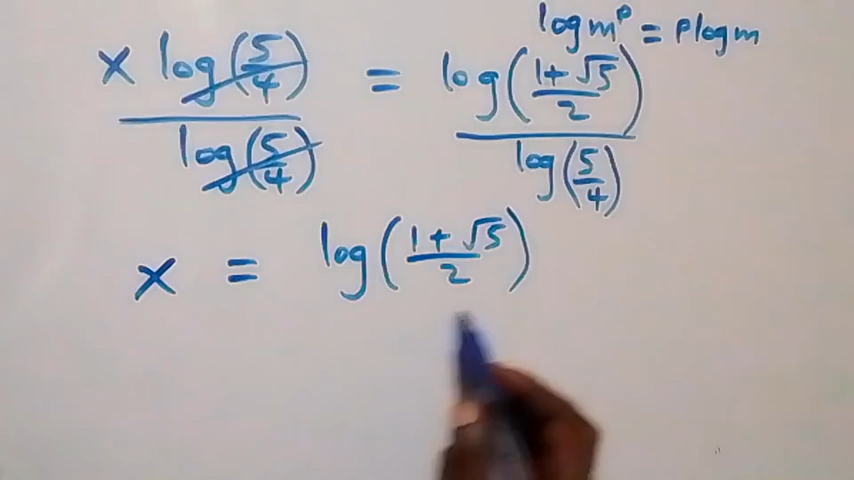 log m^p = p log m
x log(5/4) / log(5/4) = log((1+√5)/2) / log(5/4)
x = log((1+√5)/2)